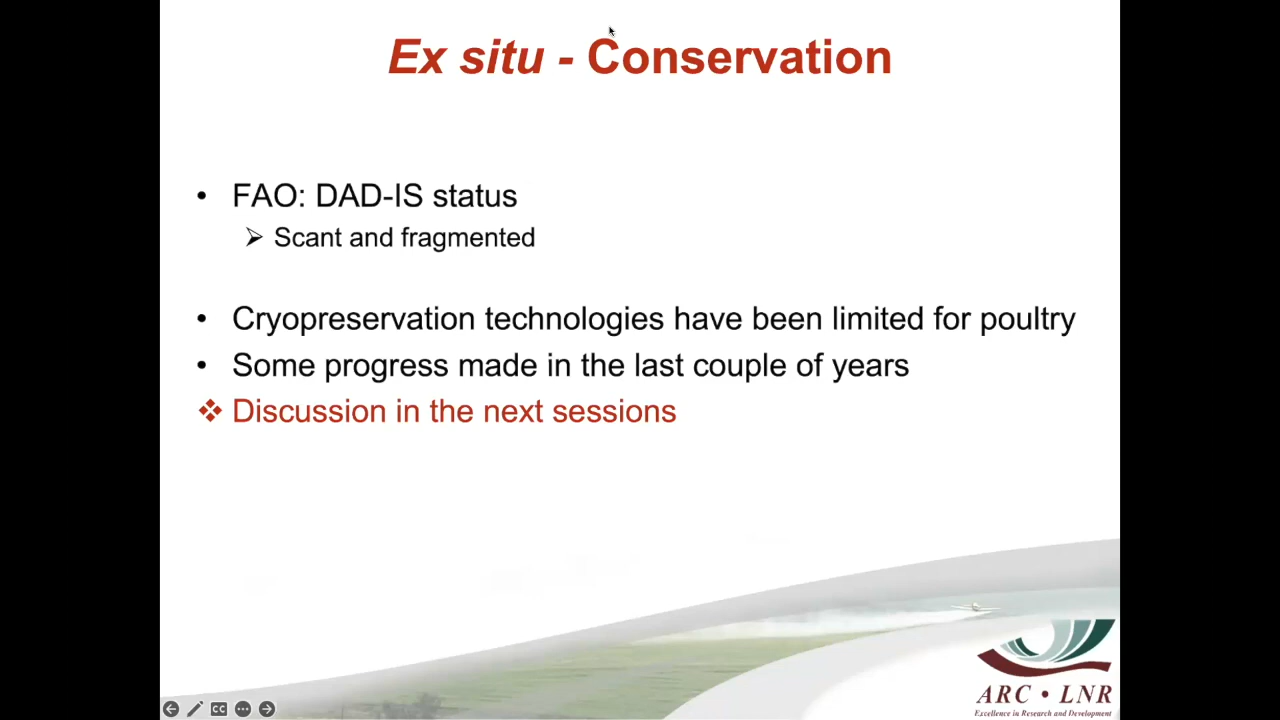 Ex situ - Conservation
• FAO: DAD-IS status
➢ Scant and fragmented
• Cryopreservation technologies have been limited for poultry
• Some progress made in the last couple of years
❖ Discussion in the next sessions
ARC • LNR
Excellence in Research and Development
CC